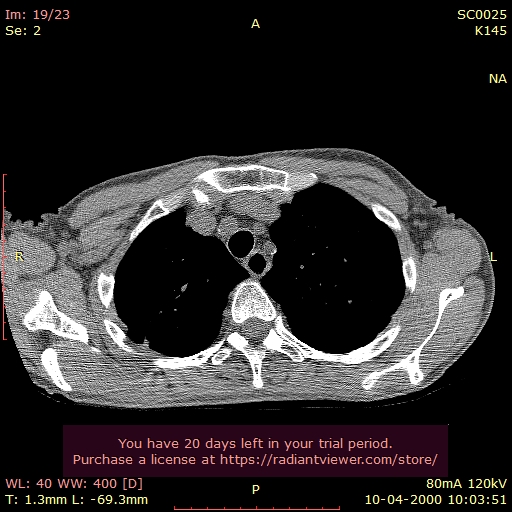 Im: 19/23
Se: 2
A
SC0025
K145
NA
R
L
You have 20 days left in your trial period.
Purchase a license at https://radiantviewer.com/store/
WL: 40 WW: 400 [D]
T: 1.3mm L: -69.3mm
P
80mA 120kV
10-04-2000 10:03:51